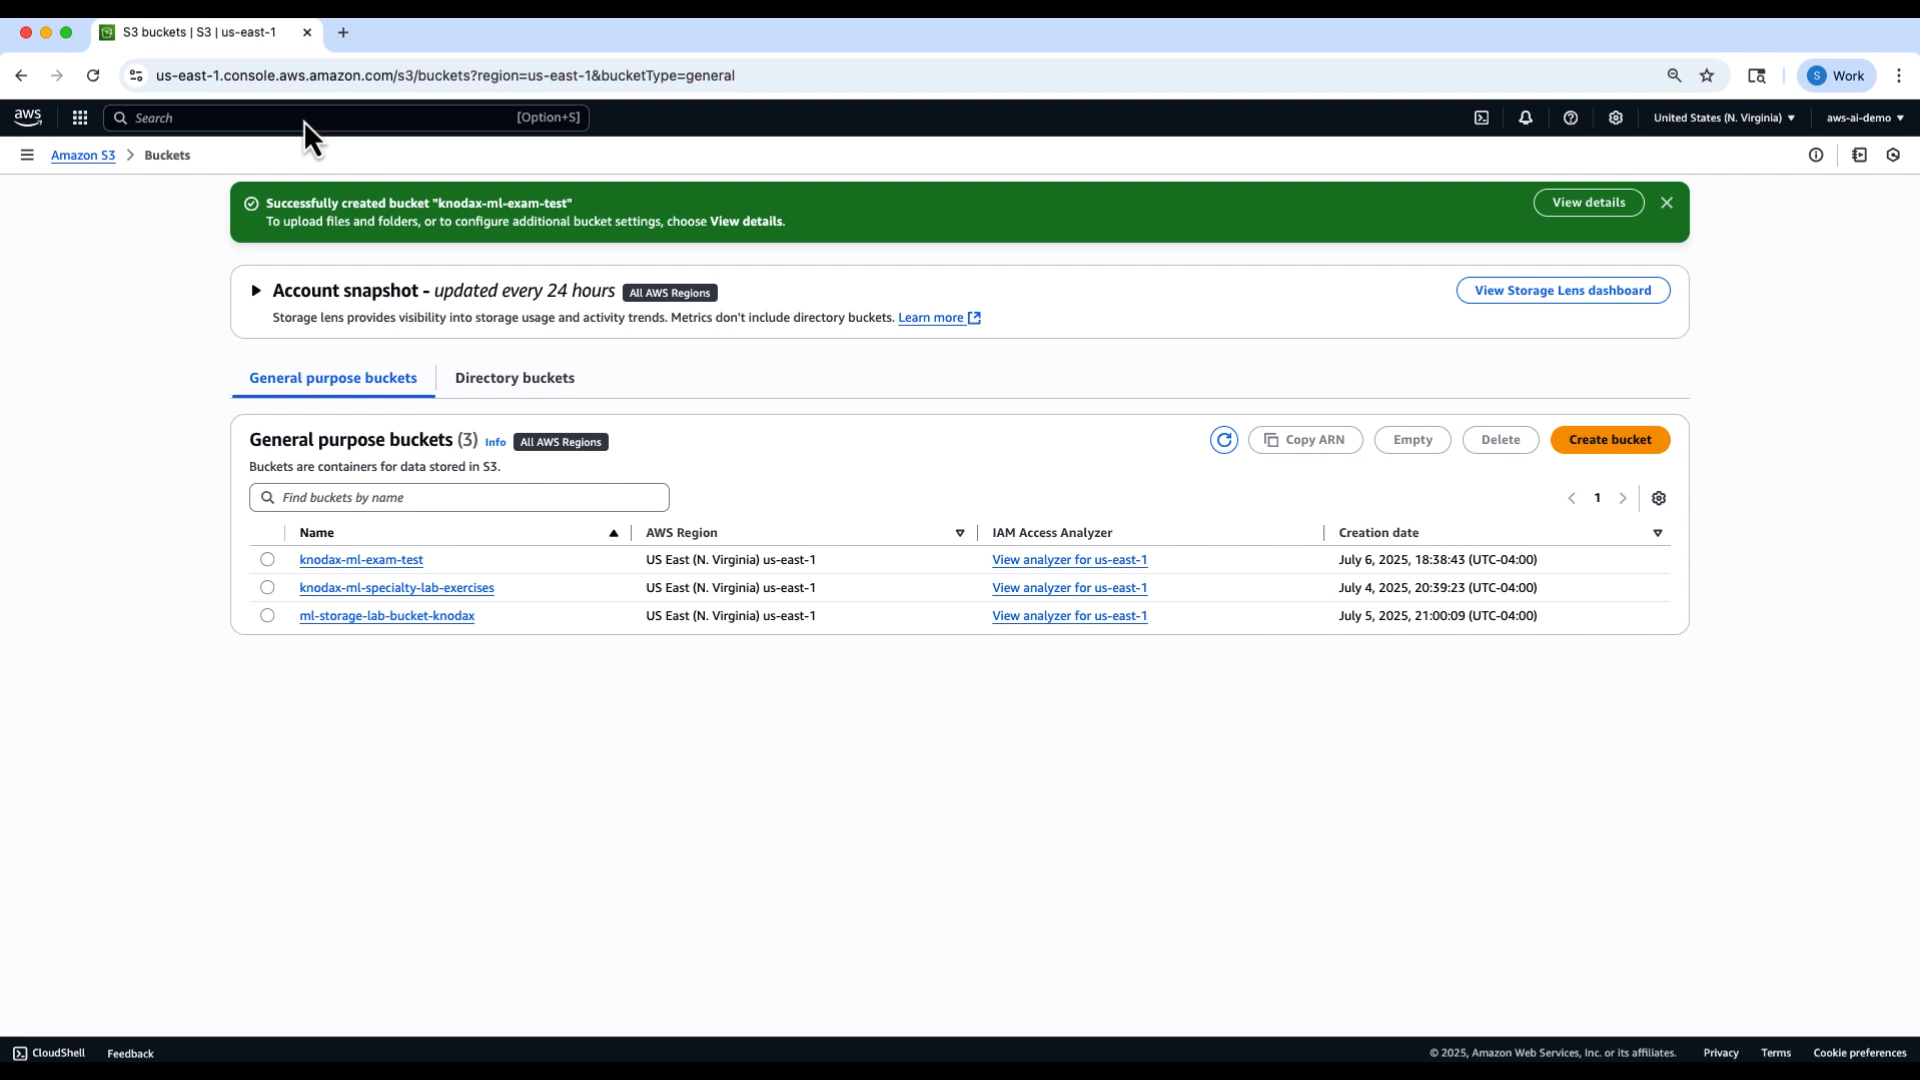 S3 buckets | S3 | us-east-1
us-east-1.console.aws.amazon.com/s3/buckets?region=us-east-1&bucketType=general
S Work
aws Search [Option+S] United States (N. Virginia) aws-ai-demo
Amazon S3 > Buckets
Successfully created bucket "knodax-ml-exam-test" View details
To upload files and folders, or to configure additional bucket settings, choose View details.
Account snapshot - updated every 24 hours All AWS Regions View Storage Lens dashboard
Storage lens provides visibility into storage usage and activity trends. Metrics don't include directory buckets. Learn more
General purpose buckets Directory buckets
General purpose buckets (3) Info All AWS Regions Copy ARN Empty Delete Create bucket
Buckets are containers for data stored in S3.
Find buckets by name < 1 >
Name AWS Region IAM Access Analyzer Creation date
knodax-ml-exam-test US East (N. Virginia) us-east-1 View analyzer for us-east-1 July 6, 2025, 18:38:43 (UTC-04:00)
knodax-ml-specialty-lab-exercises US East (N. Virginia) us-east-1 View analyzer for us-east-1 July 4, 2025, 20:39:23 (UTC-04:00)
ml-storage-lab-bucket-knodax US East (N. Virginia) us-east-1 View analyzer for us-east-1 July 5, 2025, 21:00:09 (UTC-04:00)
CloudShell Feedback © 2025, Amazon Web Services, Inc. or its affiliates. Privacy Terms Cookie preferences